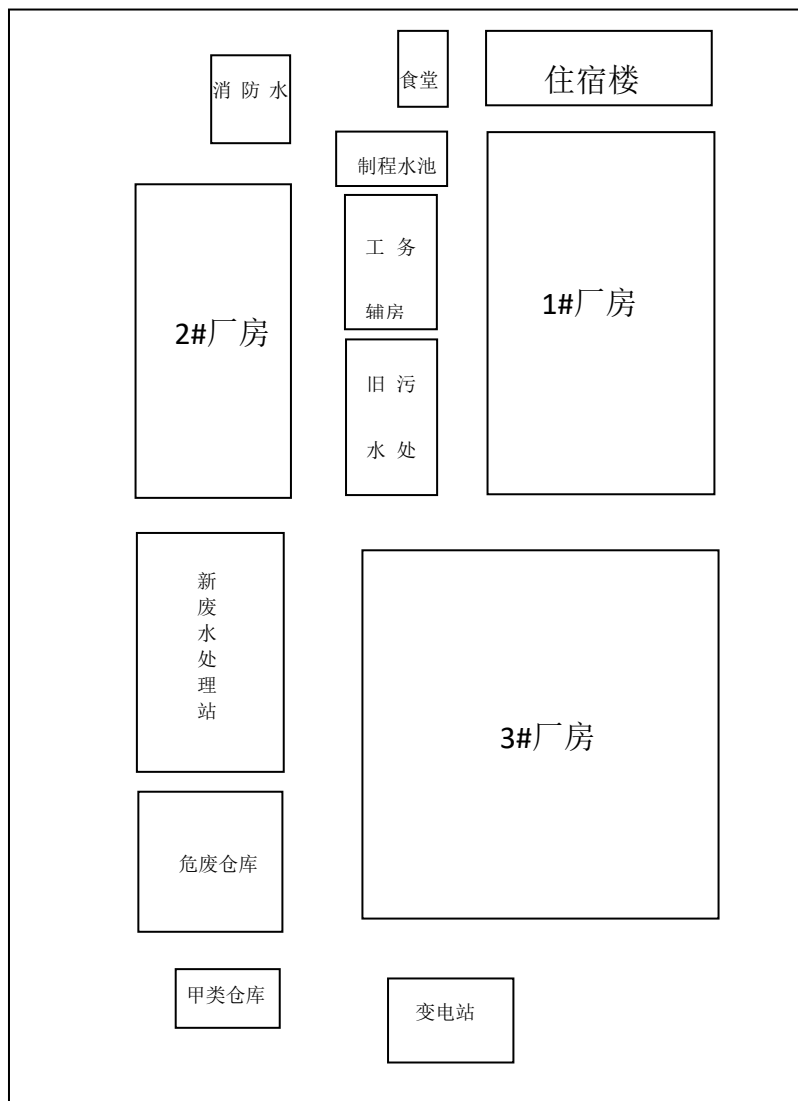 消 防 水
食堂
住宿楼
制程水池
工 务
辅房
1#厂房
2#厂房
旧 污
水 处
新
废
水
处
理
站
3#厂房
危废仓库
甲类仓库
变电站